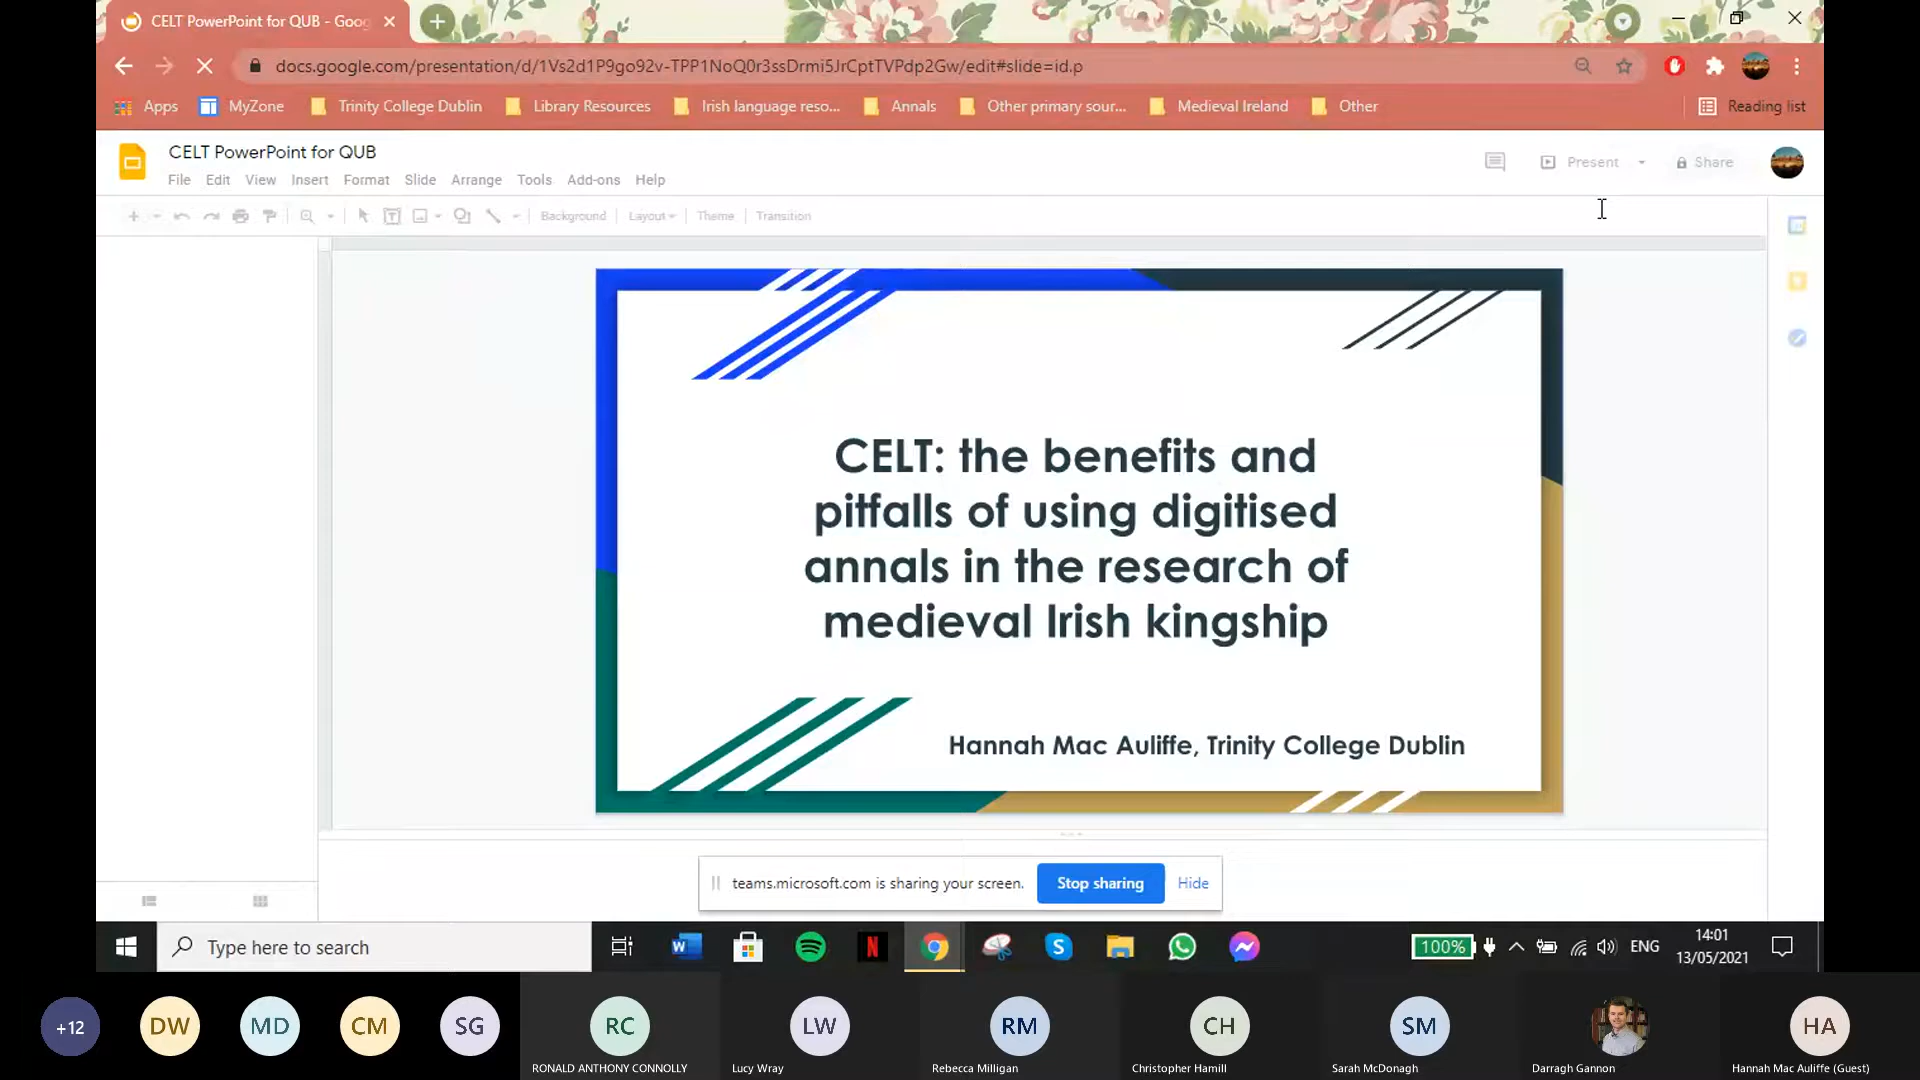 CELT PowerPoint for QUB - Goog
docs.google.com/presentation/d/1Vs2d1P9go92v-TPP1NoQ0r3ssDrmi5JrCptTVPdp2Gw/edit#slide=id.p
Apps MyZone Trinity College Dublin Library Resources Irish language reso... Annals Other primary sour... Medieval Ireland Other Reading list
CELT PowerPoint for QUB
Present Share
File Edit View Insert Format Slide Arrange Tools Add-ons Help
Background Layout Theme Transition
CELT: the benefits and
pitfalls of using digitised
annals in the research of
medieval Irish kingship
Hannah Mac Auliffe, Trinity College Dublin
teams.microsoft.com is sharing your screen. Stop sharing Hide
Type here to search
100% ENG 14:01
13/05/2021
+12 DW MD CM SG RC LW RM CH SM HA
RONALD ANTHONY CONNOLLY Lucy Wray Rebecca Milligan Christopher Hamill Sarah McDonagh Darragh Gannon Hannah Mac Auliffe (Guest)